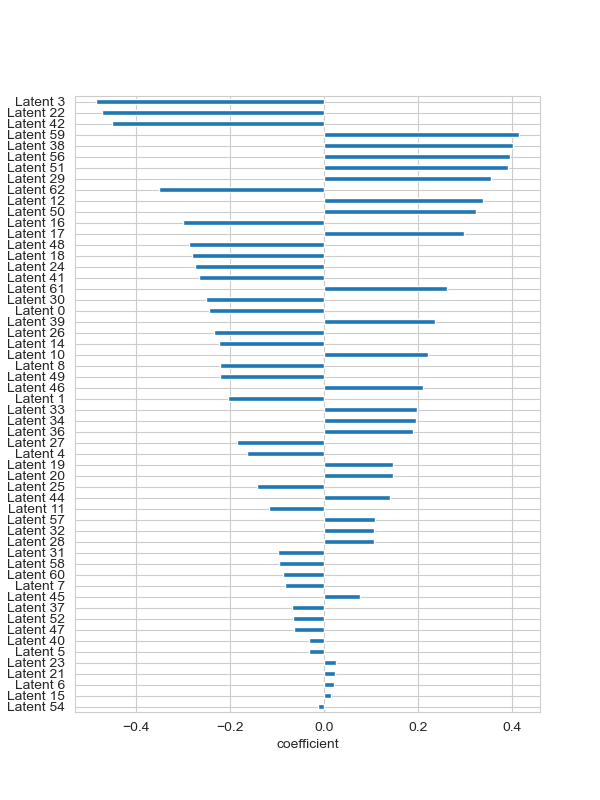 Latent 3
Latent 22
Latent 42
Latent 59
Latent 38
Latent 56
Latent 51
Latent 29
Latent 62
Latent 12
Latent 50
Latent 16
Latent 17
Latent 48
Latent 18
Latent 24
Latent 41
Latent 61
Latent 30
Latent 0
Latent 39
Latent 26
Latent 14
Latent 10
Latent 8
Latent 49
Latent 46
Latent 1
Latent 33
Latent 34
Latent 36
Latent 27
Latent 4
Latent 19
Latent 20
Latent 25
Latent 44
Latent 11
Latent 57
Latent 32
Latent 28
Latent 31
Latent 58
Latent 60
Latent 7
Latent 45
Latent 37
Latent 52
Latent 47
Latent 40
Latent 5
Latent 23
Latent 21
Latent 6
Latent 15
Latent 54
−0.4 −0.2 0.0 0.2 0.4
coefficient